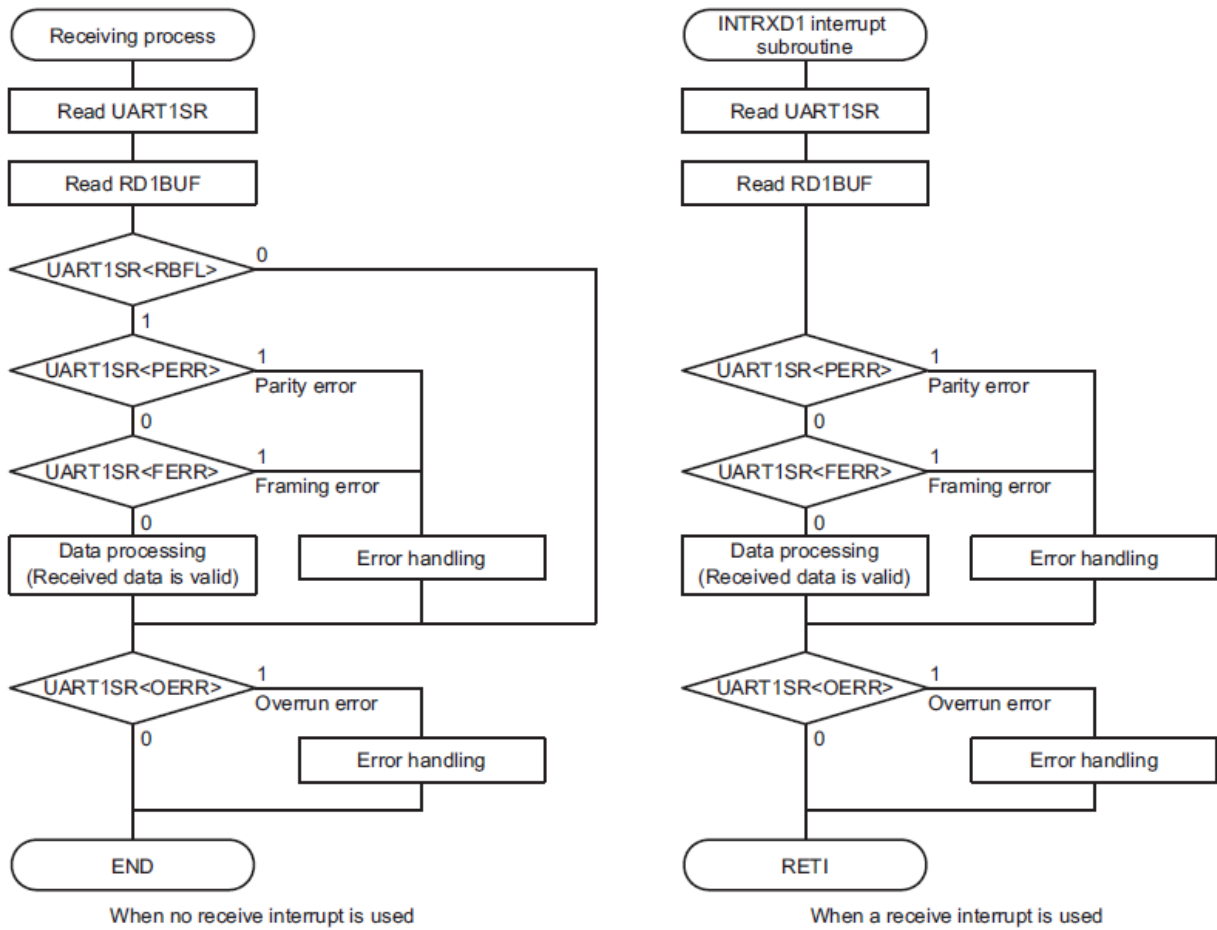 Receiving process
Read UART1SR
Read RD1BUF
UART1SR<RBFL>
0
1
UART1SR<PERR>
1
Parity error
0
UART1SR<FERR>
1
Framing error
0
Data processing
(Received data is valid)
Error handling
UART1SR<OERR>
1
Overrun error
0
Error handling
END
When no receive interrupt is used
INTRXD1 interrupt
subroutine
Read UART1SR
Read RD1BUF
UART1SR<PERR>
1
Parity error
0
UART1SR<FERR>
1
Framing error
0
Data processing
(Received data is valid)
Error handling
UART1SR<OERR>
1
Overrun error
0
Error handling
RETI
When a receive interrupt is used